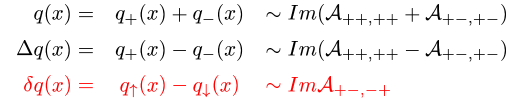 q(x) = q₊(x) + q₋(x) ∼ Im(𝒜₊₊,₊₊ + 𝒜₊₋,₊₋)
Δq(x) = q₊(x) − q₋(x) ∼ Im(𝒜₊₊,₊₊ − 𝒜₊₋,₊₋)
δq(x) = q↑(x) − q↓(x) ∼ Im𝒜₊₋,₋₊